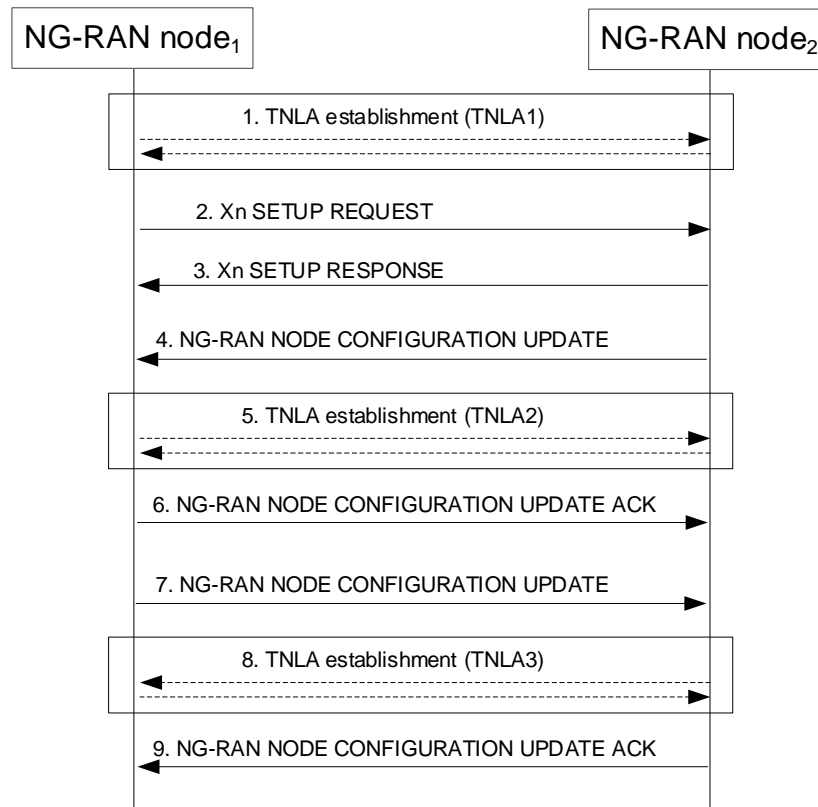 NG-RAN node₁
NG-RAN node₂
1. TNLA establishment (TNLA1)
2. Xn SETUP REQUEST
3. Xn SETUP RESPONSE
4. NG-RAN NODE CONFIGURATION UPDATE
5. TNLA establishment (TNLA2)
6. NG-RAN NODE CONFIGURATION UPDATE ACK
7. NG-RAN NODE CONFIGURATION UPDATE
8. TNLA establishment (TNLA3)
9. NG-RAN NODE CONFIGURATION UPDATE ACK